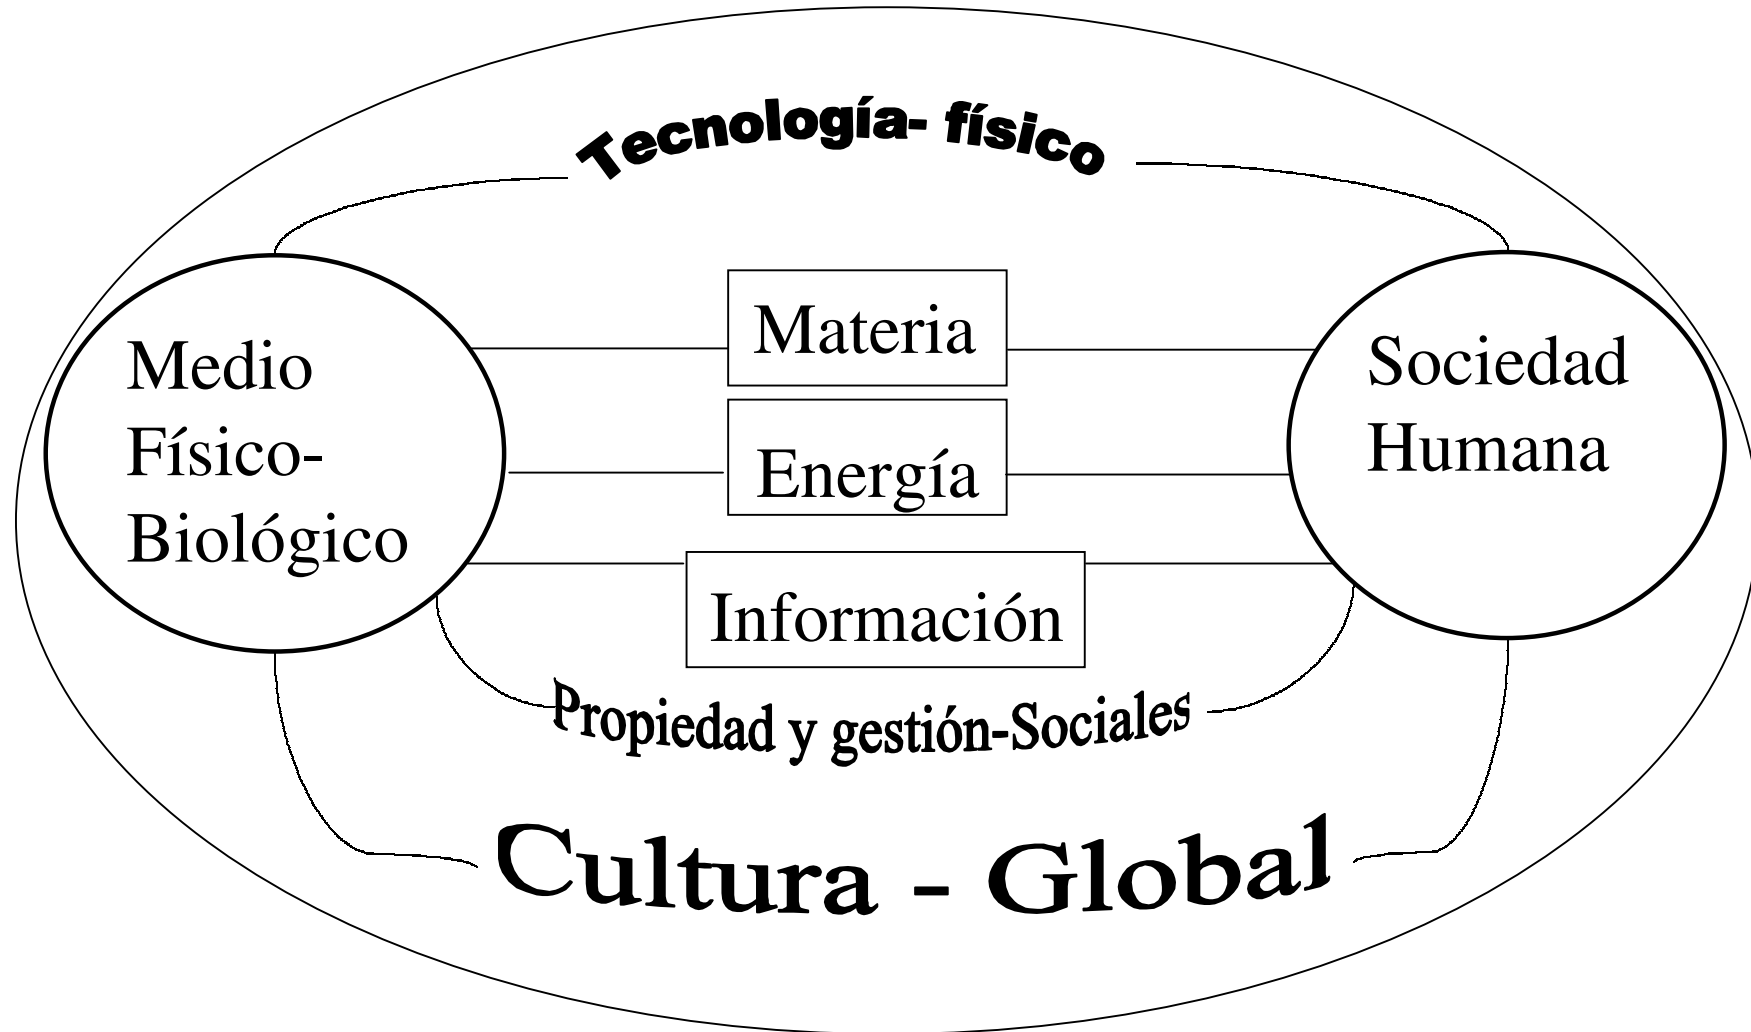 Tecnología- físico
Medio
Físico-
Biológico
Materia
Energía
Información
Sociedad
Humana
Propiedad y gestión-Sociales
Cultura - Global